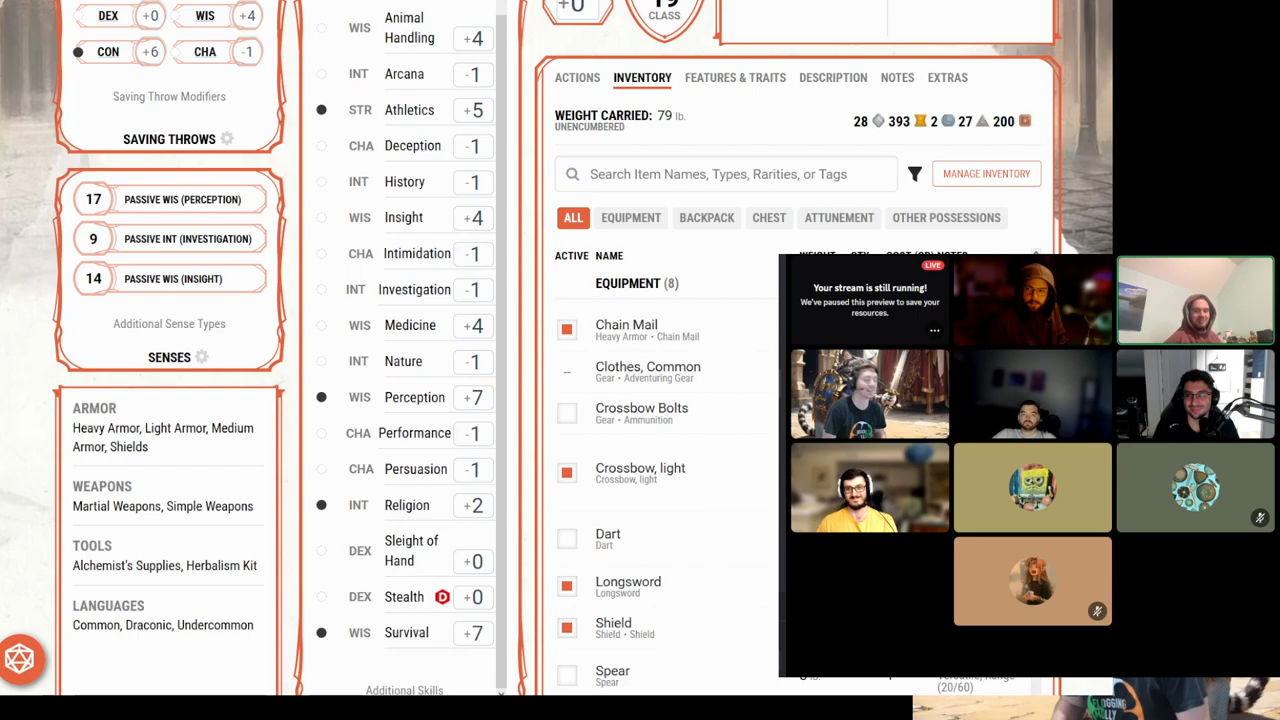 +0
19
CLASS
DEX +0 WIS +4
CON +6 CHA -1
Saving Throw Modifiers
SAVING THROWS
17 PASSIVE WIS (PERCEPTION)
9 PASSIVE INT (INVESTIGATION)
14 PASSIVE WIS (INSIGHT)
Additional Sense Types
SENSES
ARMOR
Heavy Armor, Light Armor, Medium
Armor, Shields
WEAPONS
Martial Weapons, Simple Weapons
TOOLS
Alchemist's Supplies, Herbalism Kit
LANGUAGES
Common, Draconic, Undercommon
WIS Animal Handling +4
INT Arcana -1
STR Athletics +5
CHA Deception -1
INT History -1
WIS Insight +4
CHA Intimidation -1
INT Investigation -1
WIS Medicine +4
INT Nature -1
WIS Perception +7
CHA Performance -1
CHA Persuasion -1
INT Religion +2
DEX Sleight of Hand +0
DEX Stealth +0
WIS Survival +7
Additional Skills
ACTIONS INVENTORY FEATURES & TRAITS DESCRIPTION NOTES EXTRAS
WEIGHT CARRIED: 79 lb.
UNENCUMBERED
28 393 2 27 200
Search Item Names, Types, Rarities, or Tags
MANAGE INVENTORY
ALL EQUIPMENT BACKPACK CHEST ATTUNEMENT OTHER POSSESSIONS
ACTIVE NAME
EQUIPMENT (8)
Chain Mail
Heavy Armor • Chain Mail
-- Clothes, Common
Gear • Adventuring Gear
Crossbow Bolts
Gear • Ammunition
Crossbow, light
Crossbow, light
Dart
Dart
Longsword
Longsword
Shield
Shield • Shield
Spear
Spear
(20/60)
LIVE
Your stream is still running!
We've paused this preview to save your
resources.